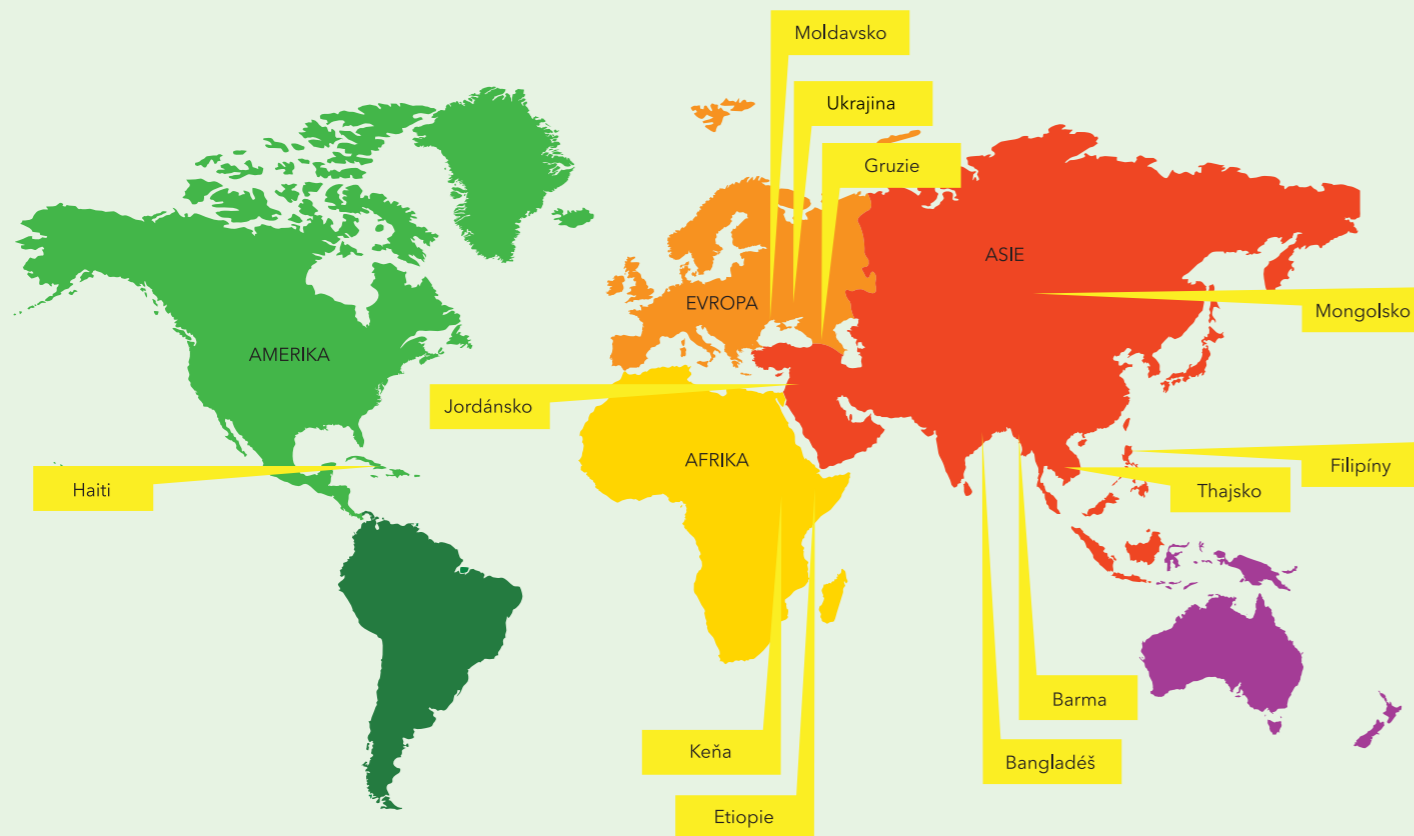 Moldavsko
Ukrajina
Gruzie
ASIE
EVROPA
Mongolsko
AMERIKA
Jordánsko
AFRIKA
Filipíny
Haiti
Thajsko
Barma
Keňa
Bangladéš
Etiopie